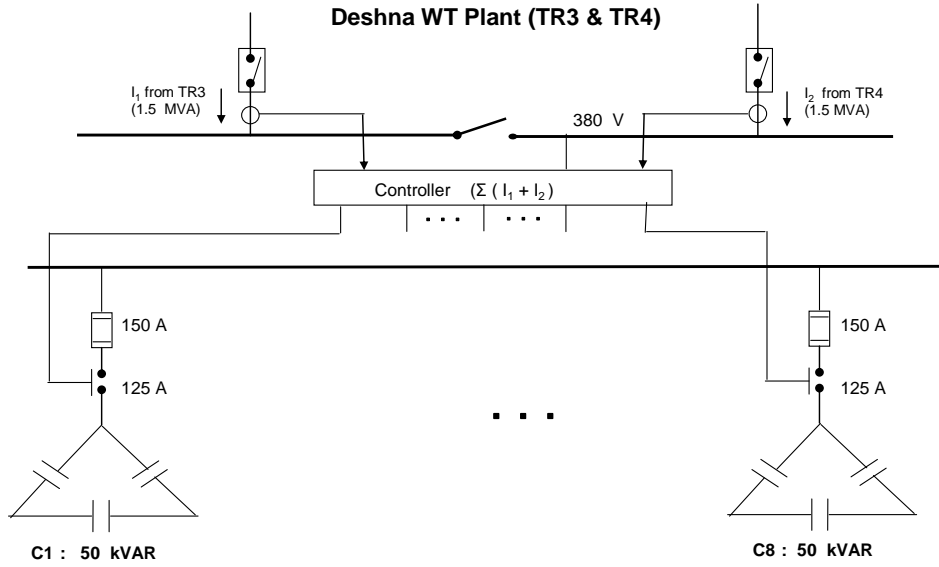 Deshna WT Plant (TR3 & TR4)
I₁ from TR3
(1.5 MVA)
380 V
I₂ from TR4
(1.5 MVA)
Controller (Σ ( I₁ + I₂ )
. . . . . .
150 A
150 A
125 A
125 A
. . .
C1 : 50 kVAR
C8 : 50 kVAR